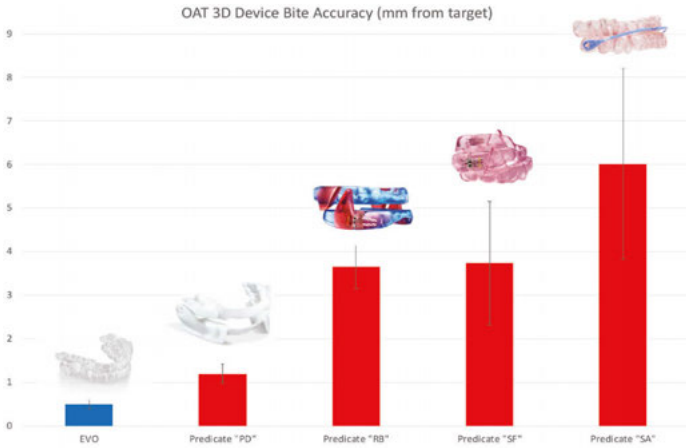 OAT 3D Device Bite Accuracy (mm from target)
9
8
7
6
5
4
3
2
1
0
EVO
Predicate "PD"
Predicate "RB"
Predicate "SF"
Predicate "SA"